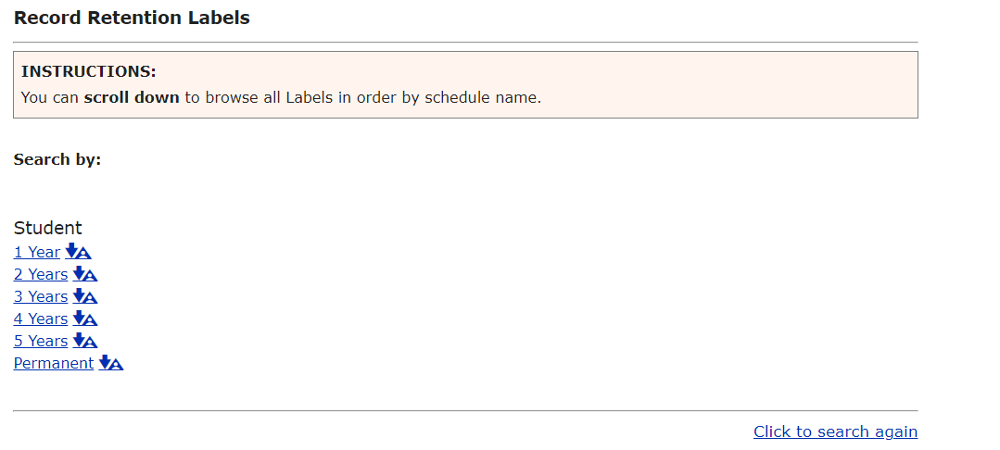 Record Retention Labels
INSTRUCTIONS:
You can scroll down to browse all Labels in order by schedule name.
Search by:
Student
1 Year
2 Years
3 Years
4 Years
5 Years
Permanent
Click to search again